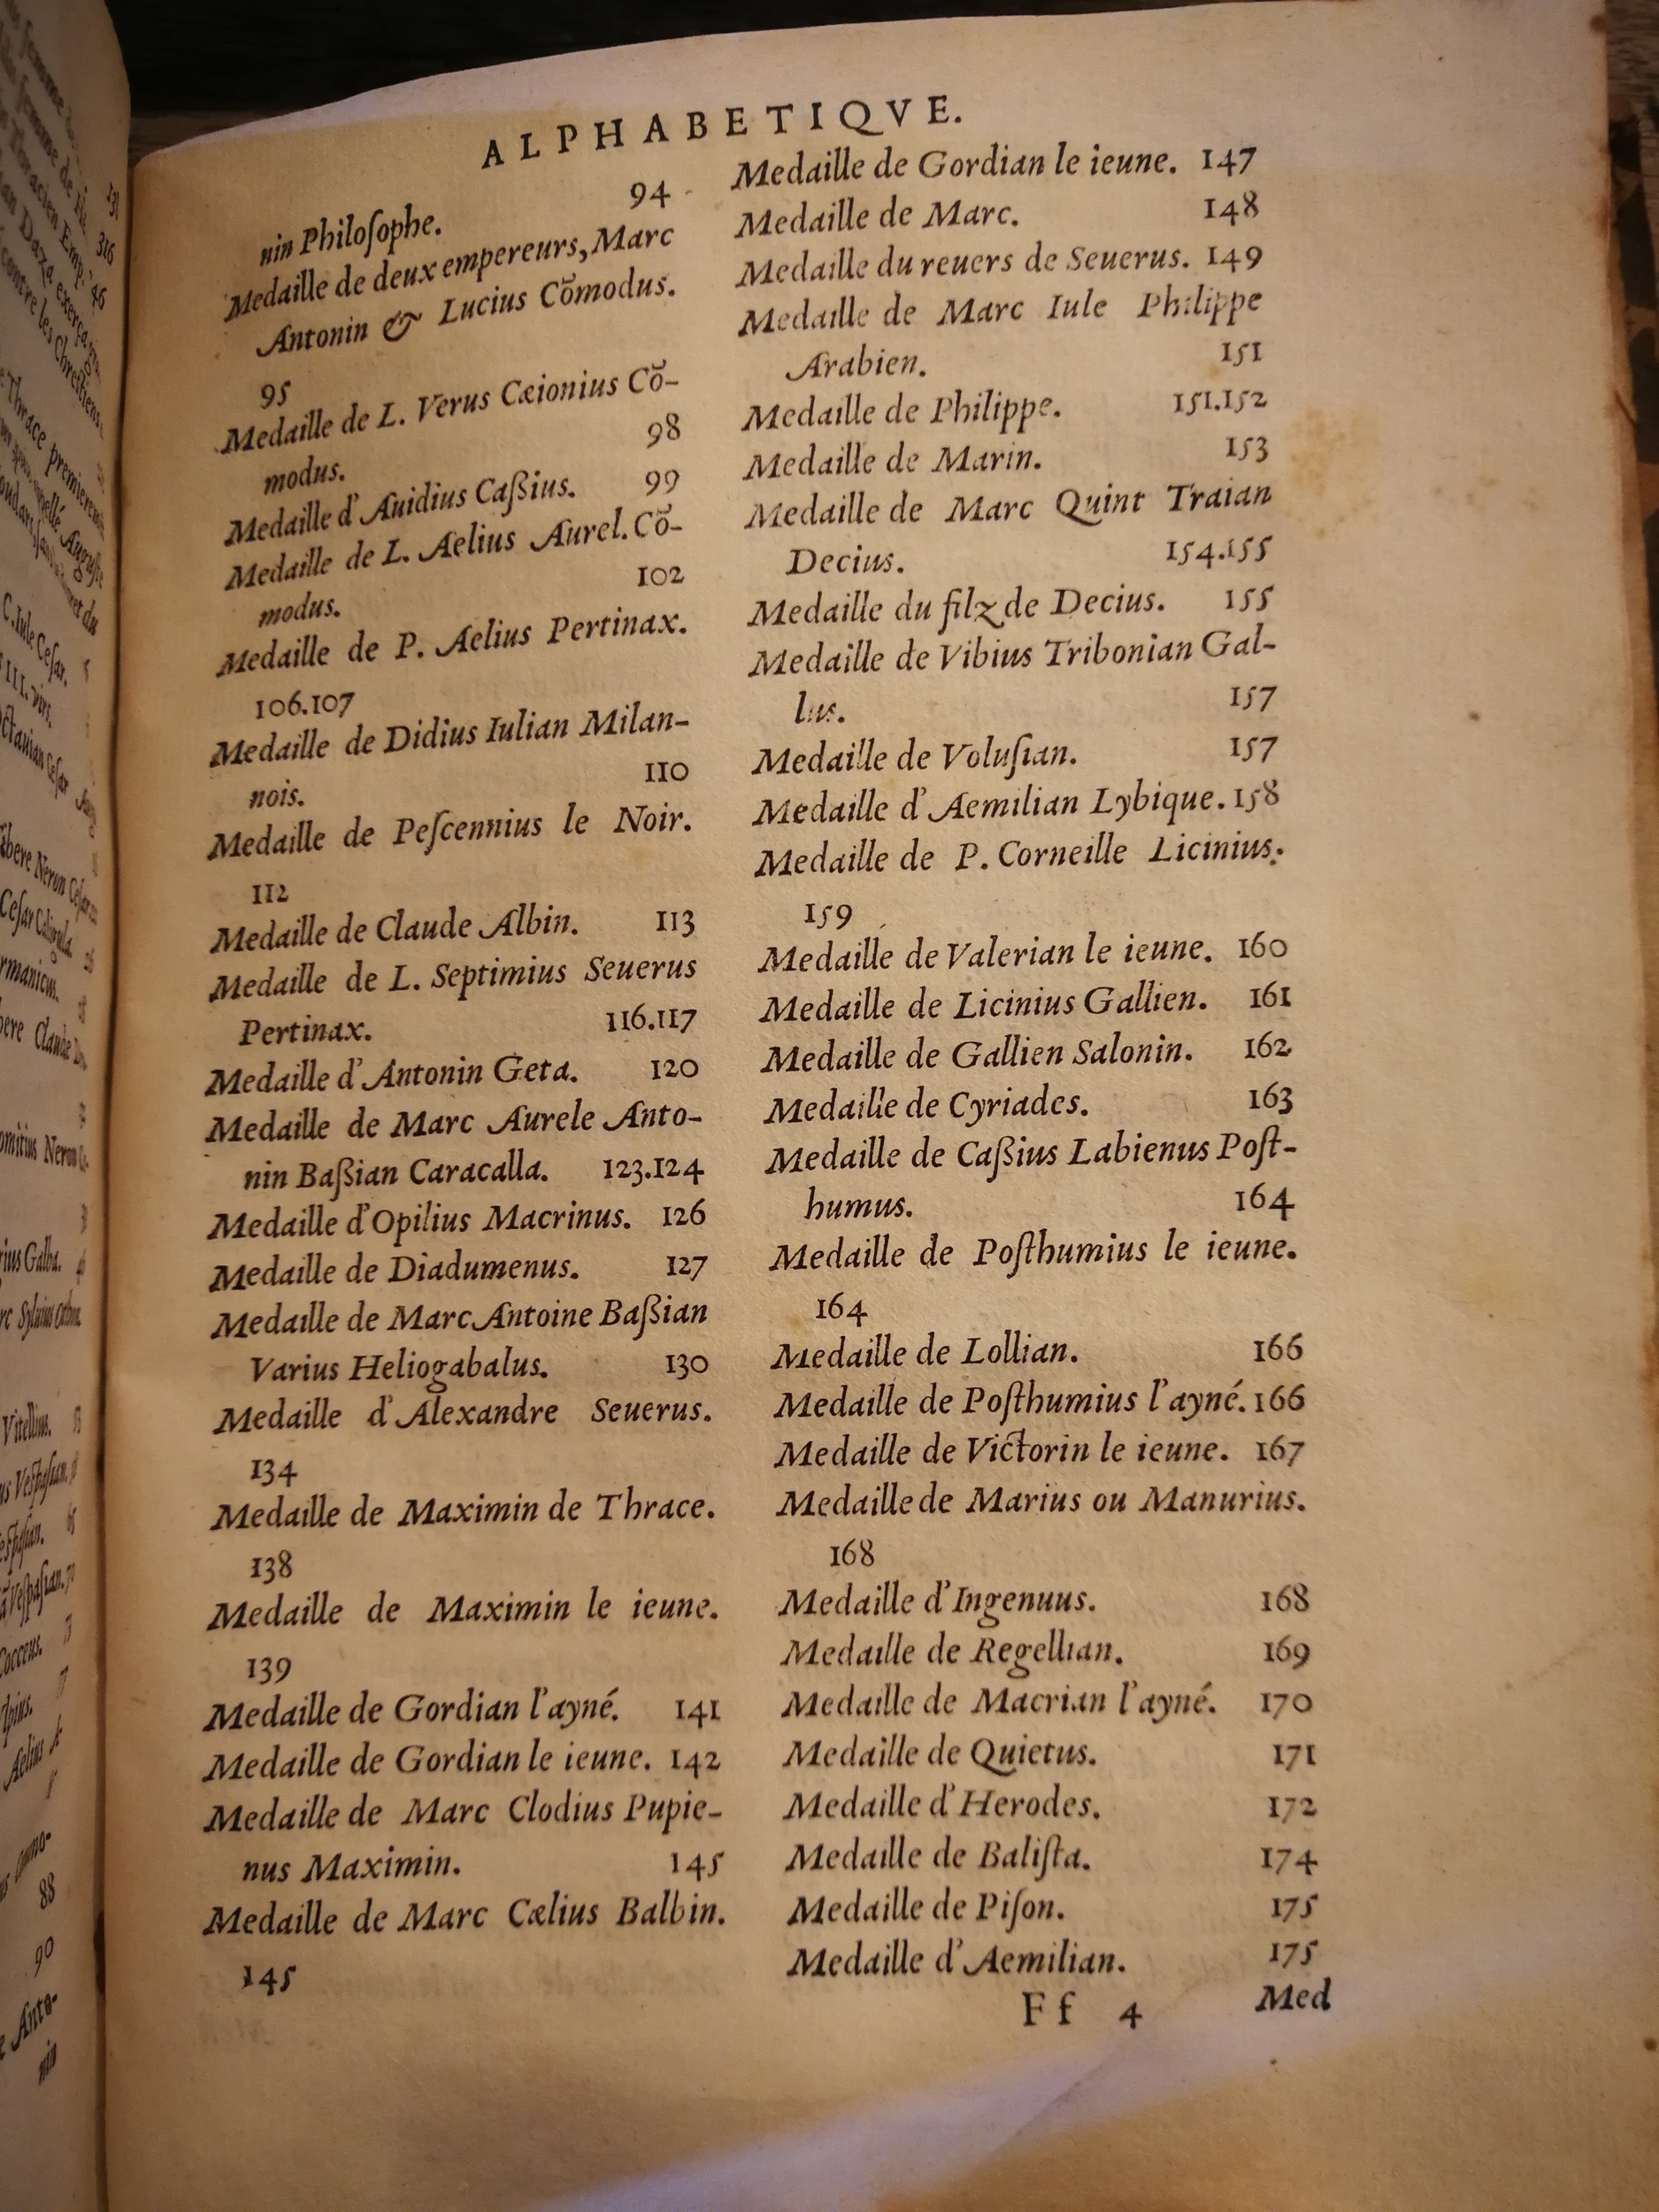 ALPHABETIQVE.
nin Philoſophe. 94
Medaille de deux empereurs, Marc
Antonin & Lucius Cõmodus.
95
Medaille de L. Verus Cæionius Cõ-
modus. 98
Medaille d'Auidius Caßius. 99
Medaille de L. Aelius Aurel. Cõ-
modus. 102
Medaille de P. Aelius Pertinax.
106.107
Medaille de Didius Iulian Milan-
nois. 110
Medaille de Peſcennius le Noir.
112
Medaille de Claude Albin. 113
Medaille de L. Septimius Seuerus
Pertinax. 116.117
Medaille d'Antonin Geta. 120
Medaille de Marc Aurele Anto-
nin Baßian Caracalla. 123.124
Medaille d'Opilius Macrinus. 126
Medaille de Diadumenus. 127
Medaille de Marc Antoine Baßian
Varius Heliogabalus. 130
Medaille d'Alexandre Seuerus.
134
Medaille de Maximin de Thrace.
138
Medaille de Maximin le ieune.
139
Medaille de Gordian l'ayné. 141
Medaille de Gordian le ieune. 142
Medaille de Marc Clodius Pupie-
nus Maximin. 145
Medaille de Marc Cælius Balbin.
145
Medaille de Gordian le ieune. 147
Medaille de Marc. 148
Medaille du reuers de Seuerus. 149
Medaille de Marc Iule Philippe
Arabien. 151
Medaille de Philippe. 151.152
Medaille de Marin. 153
Medaille de Marc Quint Traian
Decius. 154.155
Medaille du filz de Decius. 155
Medaille de Vibius Tribonian Gal-
lus. 157
Medaille de Voluſian. 157
Medaille d'Aemilian Lybique. 158
Medaille de P. Corneille Licinius.
159
Medaille de Valerian le ieune. 160
Medaille de Licinius Gallien. 161
Medaille de Gallien Salonin. 162
Medaille de Cyriades. 163
Medaille de Caßius Labienus Poſt-
humus. 164
Medaille de Poſthumius le ieune.
164
Medaille de Lollian. 166
Medaille de Poſthumius l'ayné. 166
Medaille de Victorin le ieune. 167
Medaille de Marius ou Manurius.
168
Medaille d'Ingenuus. 168
Medaille de Regellian. 169
Medaille de Macrian l'ayné. 170
Medaille de Quietus. 171
Medaille d'Herodes. 172
Medaille de Baliſta. 174
Medaille de Piſon. 175
Medaille d'Aemilian. 175
Ff 4 Med